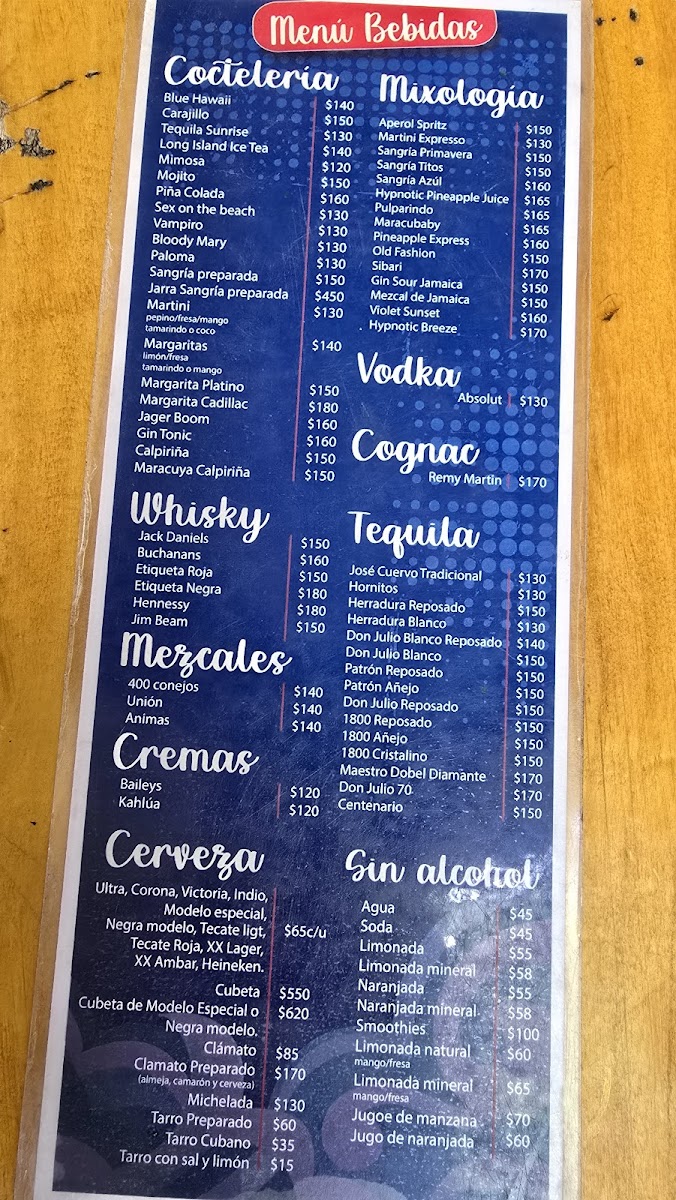 Menú Bebidas
Coctelería
Blue Hawaii $140
Carajillo $150
Tequila Sunrise $130
Long Island Ice Tea $140
Mimosa $120
Mojito $150
Piña Colada $160
Sex on the beach $130
Vampiro $130
Bloody Mary $130
Paloma $130
Sangría preparada $150
Jarra Sangría preparada $450
Martini $130
pepino/fresa/mango
tamarindo o coco
Margaritas $140
limón/fresa
tamarindo o mango
Margarita Platino $150
Margarita Cadillac $180
Jager Boom $160
Gin Tonic $160
Calpiriña $150
Maracuya Calpiriña $150
Whisky
Jack Daniels $150
Buchanans $160
Etiqueta Roja $150
Etiqueta Negra $180
Hennessy $180
Jim Beam $150
Mezcales
400 conejos $140
Unión $140
Animas $140
Cremas
Baileys $120
Kahlúa $120
Cerveza
Ultra, Corona, Victoria, Indio,
Modelo especial,
Negra modelo, Tecate ligt, $65c/u
Tecate Roja, XX Lager,
XX Ambar, Heineken.
Cubeta $550
Cubeta de Modelo Especial o $620
Negra modelo.
Clámato $85
Clamato Preparado $170
(almeja, camarón y cerveza)
Michelada $130
Tarro Preparado $60
Tarro Cubano $35
Tarro con sal y limón $15
Mixología
Aperol Spritz $150
Martini Expresso $130
Sangría Primavera $150
Sangría Titos $150
Sangría Azúl $160
Hypnotic Pineapple Juice $165
Pulparindo $165
Maracubaby $165
Pineapple Express $160
Old Fashion $150
Sibari $170
Gin Sour Jamaica $150
Mezcal de Jamaica $150
Violet Sunset $160
Hypnotic Breeze $170
Vodka
Absolut $130
Cognac
Remy Martin $170
Tequila
José Cuervo Tradicional $130
Hornitos $130
Herradura Reposado $150
Herradura Blanco $130
Don Julio Blanco Reposado $140
Don Julio Blanco $150
Patrón Reposado $150
Patrón Añejo $150
Don Julio Reposado $150
1800 Reposado $150
1800 Añejo $150
1800 Cristalino $150
Maestro Dobel Diamante $170
Don Julio 70 $170
Centenario $150
Sin alcohol
Agua $45
Soda $45
Limonada $55
Limonada mineral $58
Naranjada $55
Naranjada mineral $58
Smoothies $100
Limonada natural $60
mango/fresa
Limonada mineral $65
mango/fresa
Jugoe de manzana $70
Jugo de naranjada $60